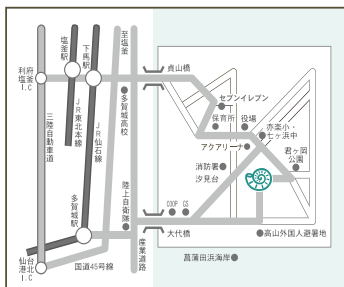 塩釜駅
下馬駅
至塩釜
貞山橋
利府
塩釜
I.C
セブンイレブン
保育所
役場
多賀城高校
亦楽小・
七ヶ浜中
三陸自動車道
JR東北本線
JR仙石線
アクアリーナ
君ヶ岡
公園
消防署
汐見台
陸上自衛隊
多賀城駅
COOP
GS
大代橋
高山外国人避暑地
仙台
港北
I.C
国道45号線
産業道路
菖蒲田浜海岸